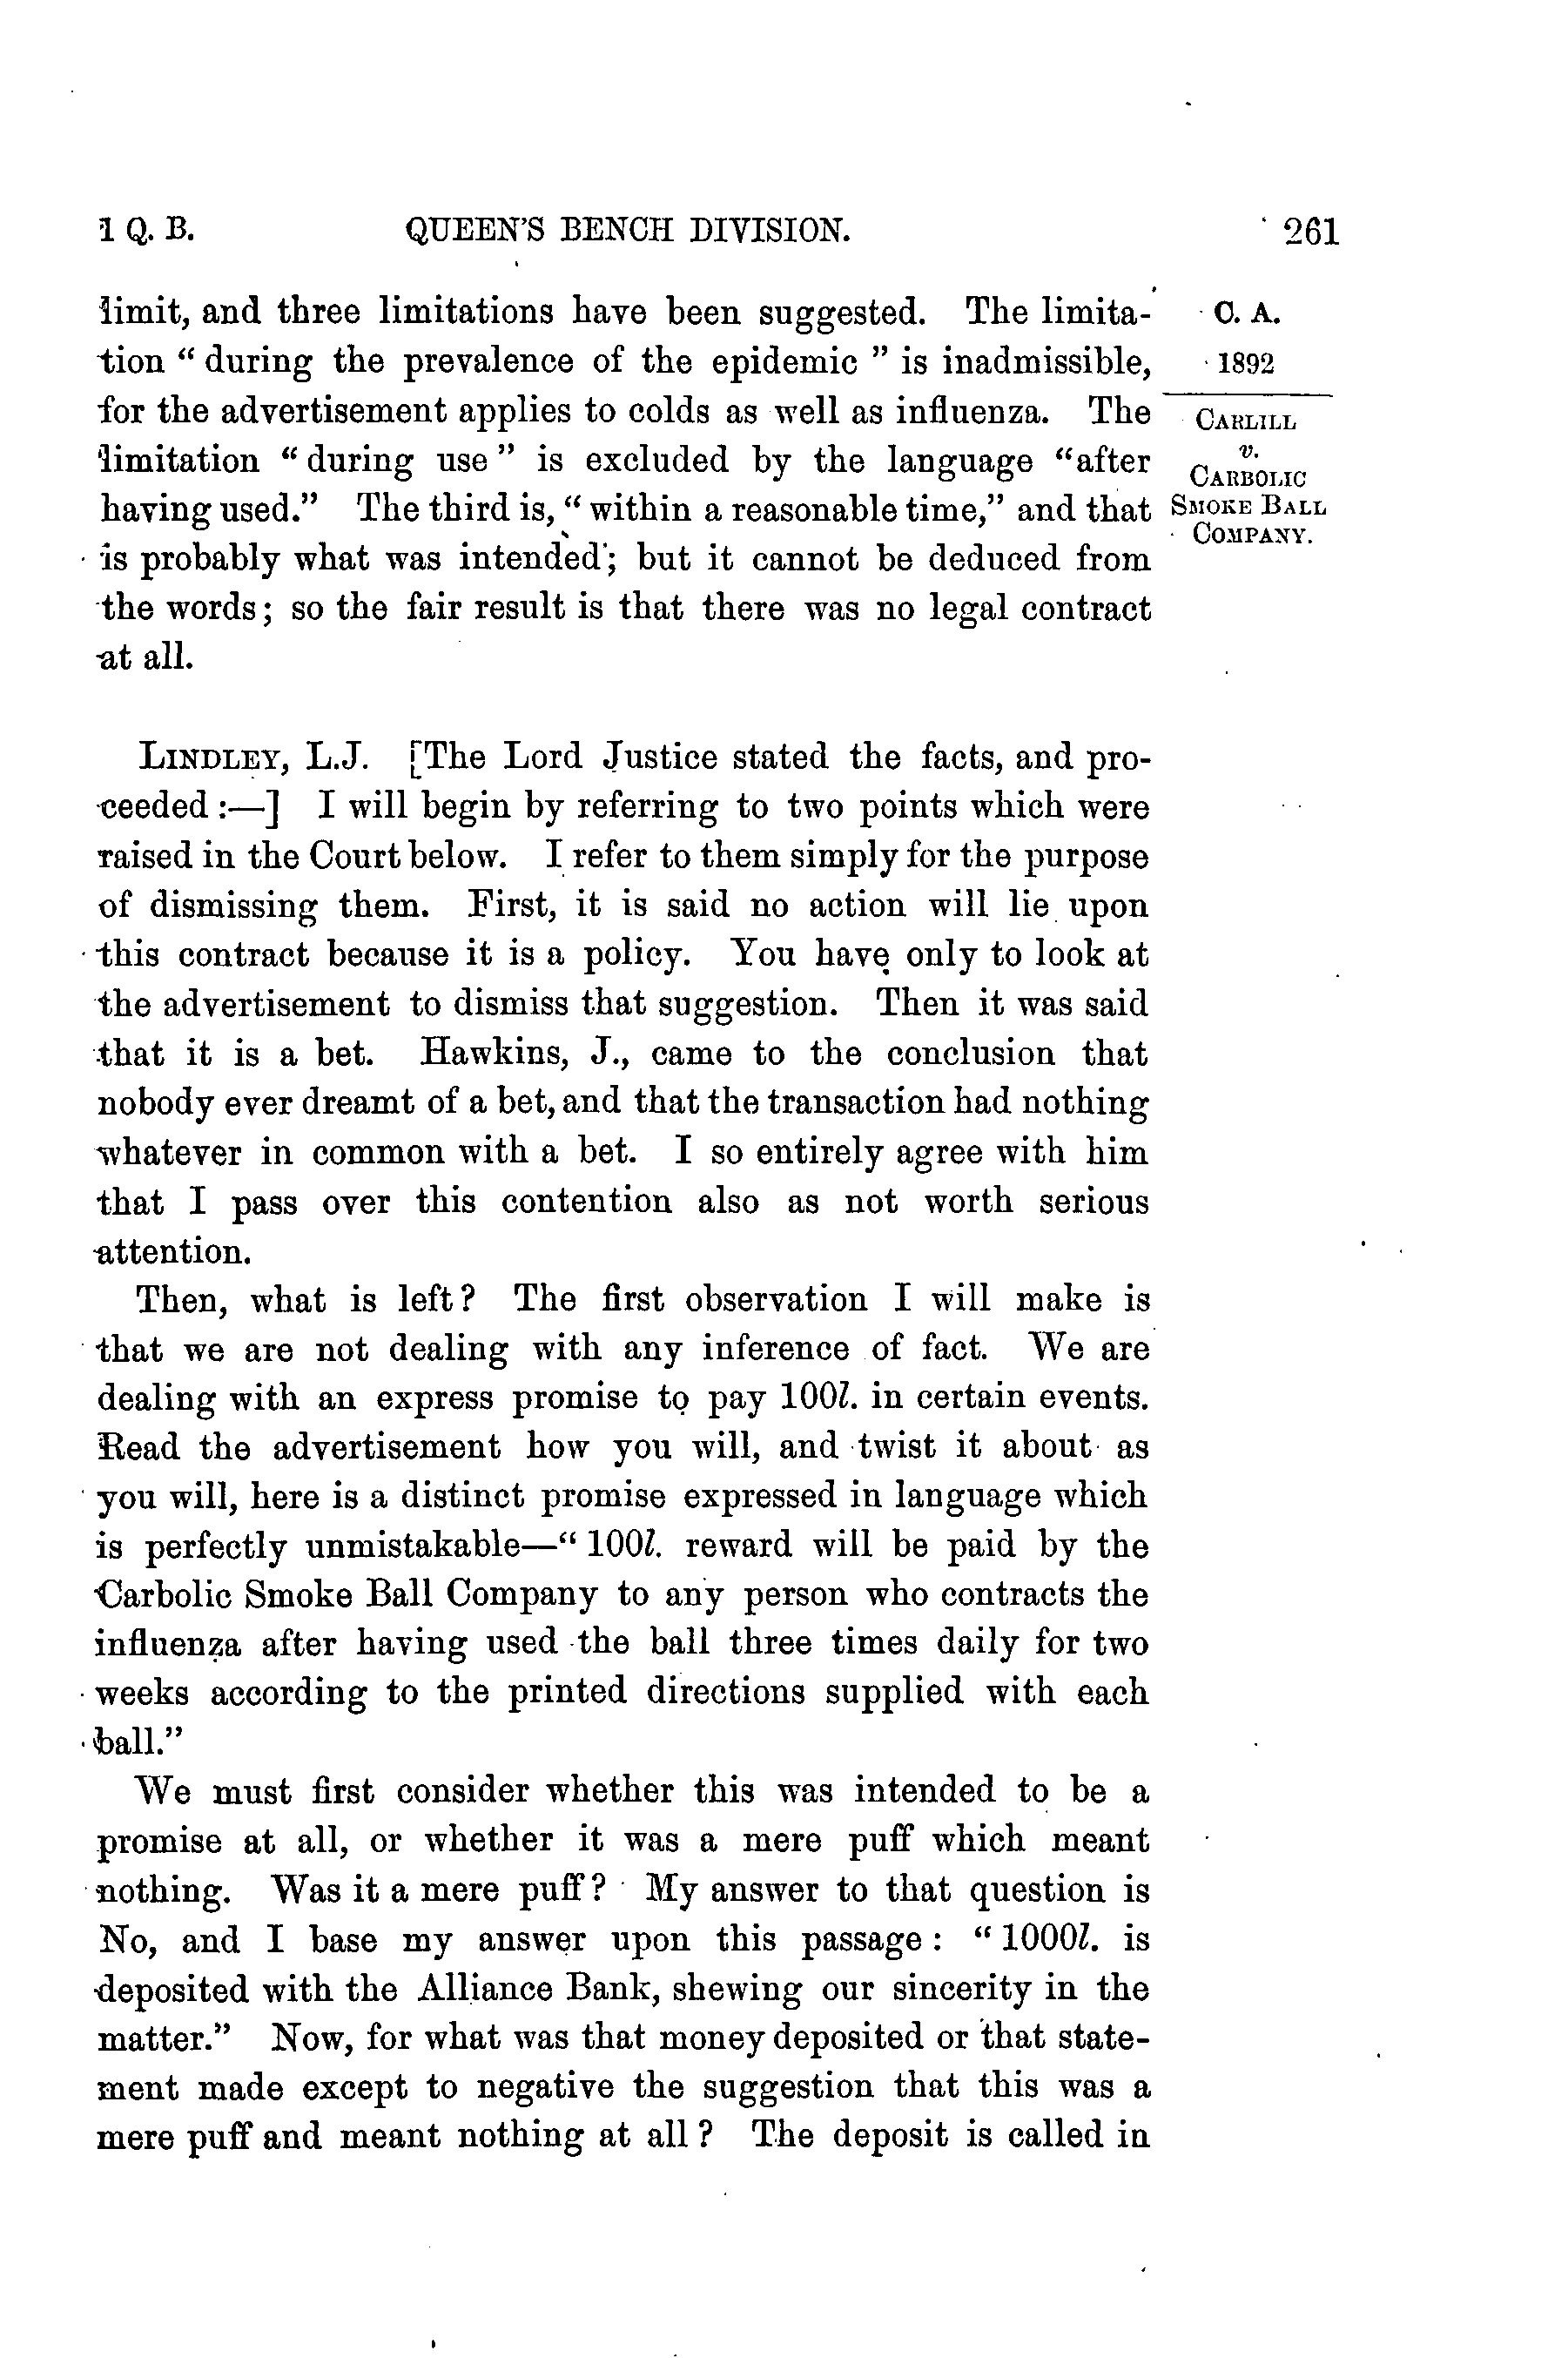 1 Q. B. QUEEN'S BENCH DIVISION. 261
limit, and three limitations have been suggested. The limita-
tion "during the prevalence of the epidemic" is inadmissible,
for the advertisement applies to colds as well as influenza. The
limitation "during use" is excluded by the language "after
having used." The third is, "within a reasonable time," and that
is probably what was intended; but it cannot be deduced from
the words; so the fair result is that there was no legal contract
at all.
C. A.
1892
CARLILL
v.
CARBOLIC
SMOKE BALL
COMPANY.
LINDLEY, L.J. [The Lord Justice stated the facts, and pro-
ceeded :—] I will begin by referring to two points which were
raised in the Court below. I refer to them simply for the purpose
of dismissing them. First, it is said no action will lie upon
this contract because it is a policy. You have only to look at
the advertisement to dismiss that suggestion. Then it was said
that it is a bet. Hawkins, J., came to the conclusion that
nobody ever dreamt of a bet, and that the transaction had nothing
whatever in common with a bet. I so entirely agree with him
that I pass over this contention also as not worth serious
attention.
Then, what is left? The first observation I will make is
that we are not dealing with any inference of fact. We are
dealing with an express promise to pay 100l. in certain events.
Read the advertisement how you will, and twist it about as
you will, here is a distinct promise expressed in language which
is perfectly unmistakable—"100l. reward will be paid by the
Carbolic Smoke Ball Company to any person who contracts the
influenza after having used the ball three times daily for two
weeks according to the printed directions supplied with each
ball."
We must first consider whether this was intended to be a
promise at all, or whether it was a mere puff which meant
nothing. Was it a mere puff? My answer to that question is
No, and I base my answer upon this passage: "1000l. is
deposited with the Alliance Bank, shewing our sincerity in the
matter." Now, for what was that money deposited or that state-
ment made except to negative the suggestion that this was a
mere puff and meant nothing at all? The deposit is called in